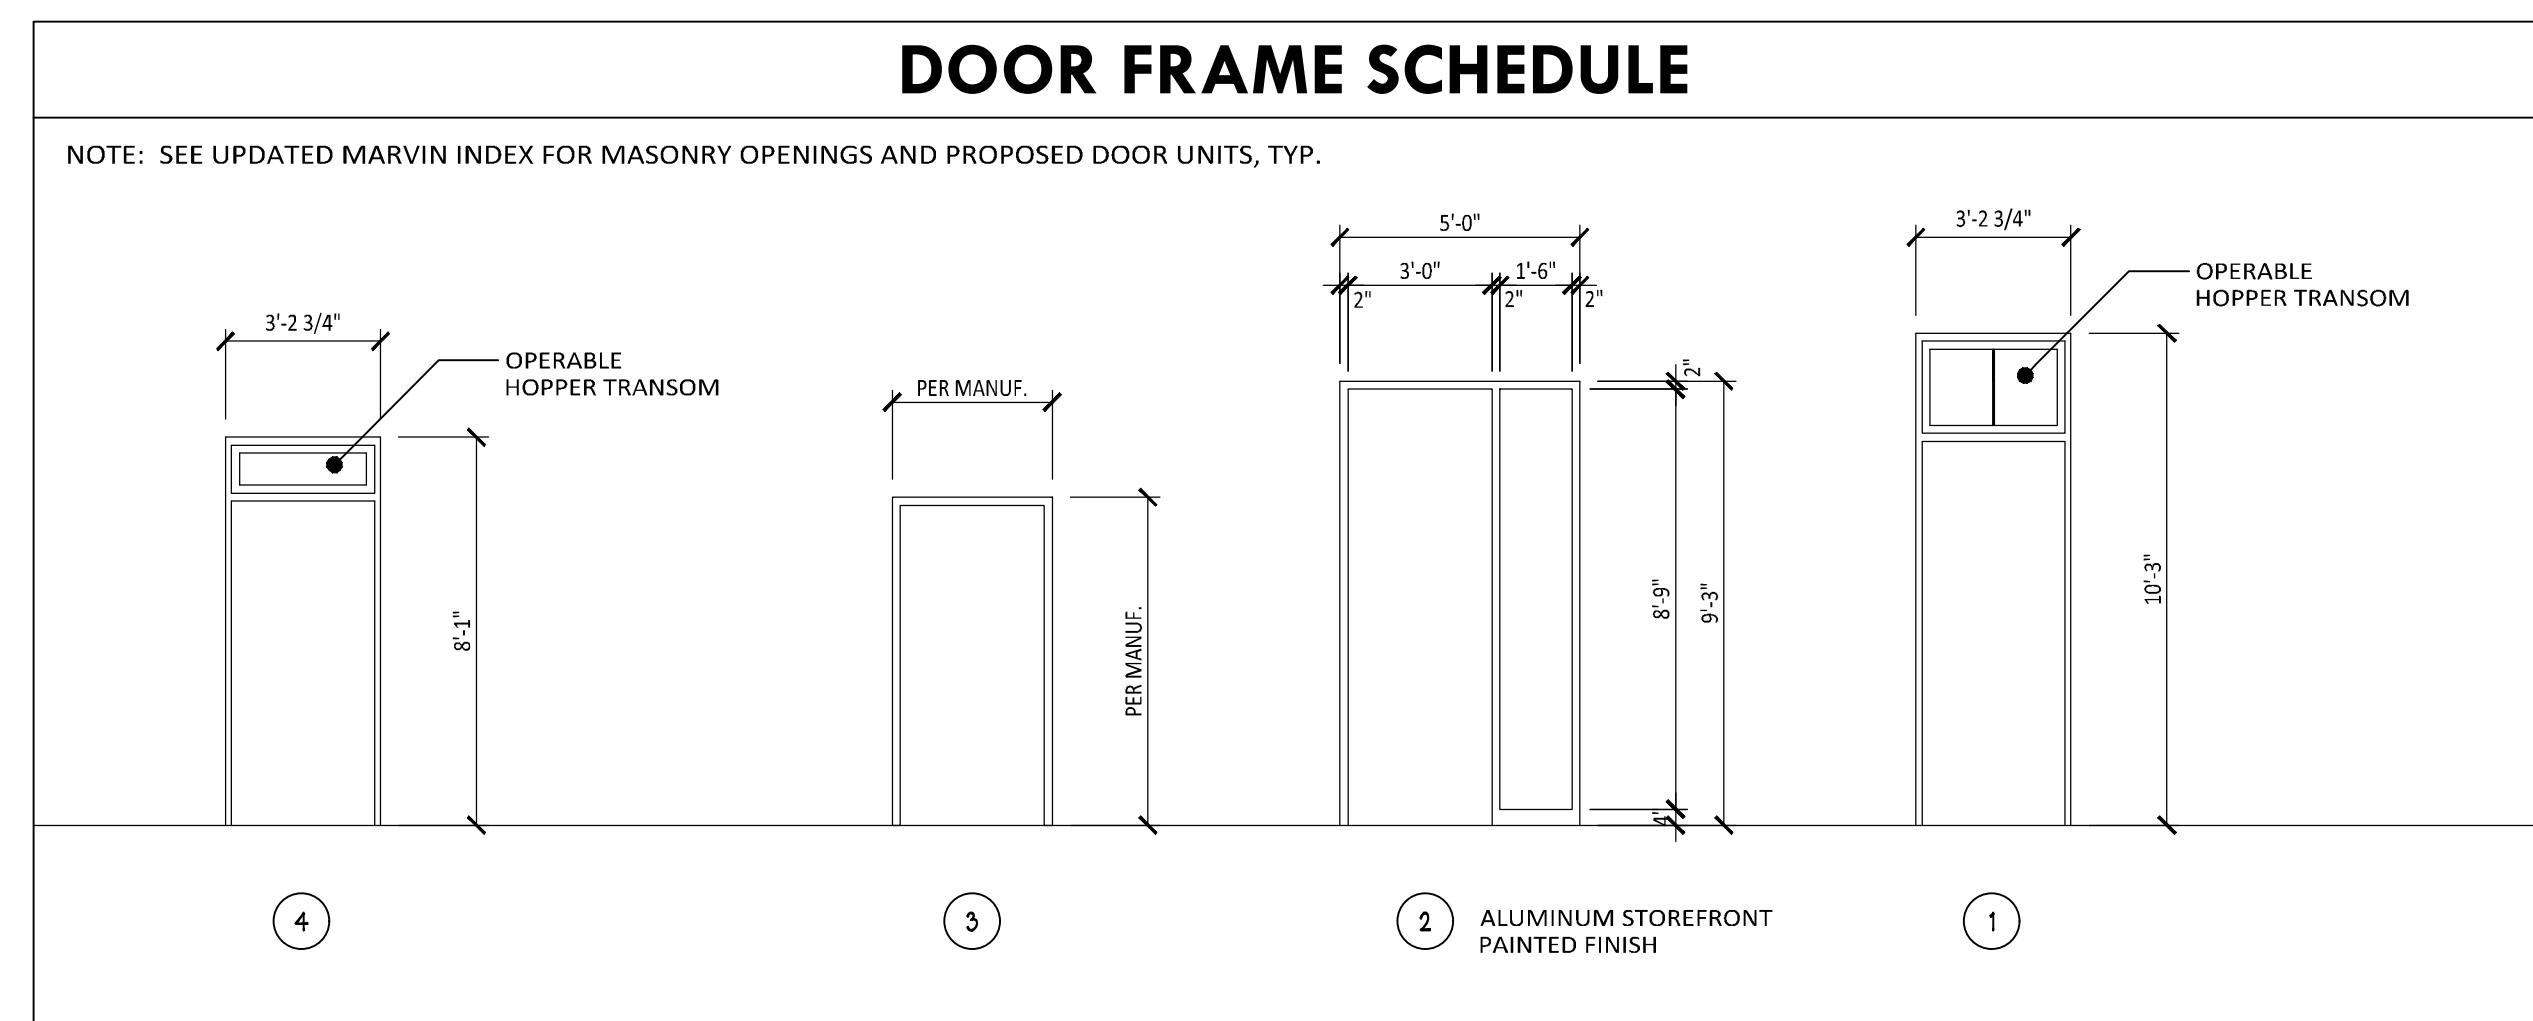 DOOR FRAME SCHEDULE
NOTE: SEE UPDATED MARVIN INDEX FOR MASONRY OPENINGS AND PROPOSED DOOR UNITS, TYP.
3'-2 3/4"
OPERABLE
HOPPER TRANSOM
8'-1"
4
PER MANUF.
PER MANUF.
3
5'-0"
3'-0"
1'-6"
2"
2"
2"
2"
8'-9"
9'-3"
4"
2
ALUMINUM STOREFRONT
PAINTED FINISH
3'-2 3/4"
OPERABLE
HOPPER TRANSOM
10'-3"
1